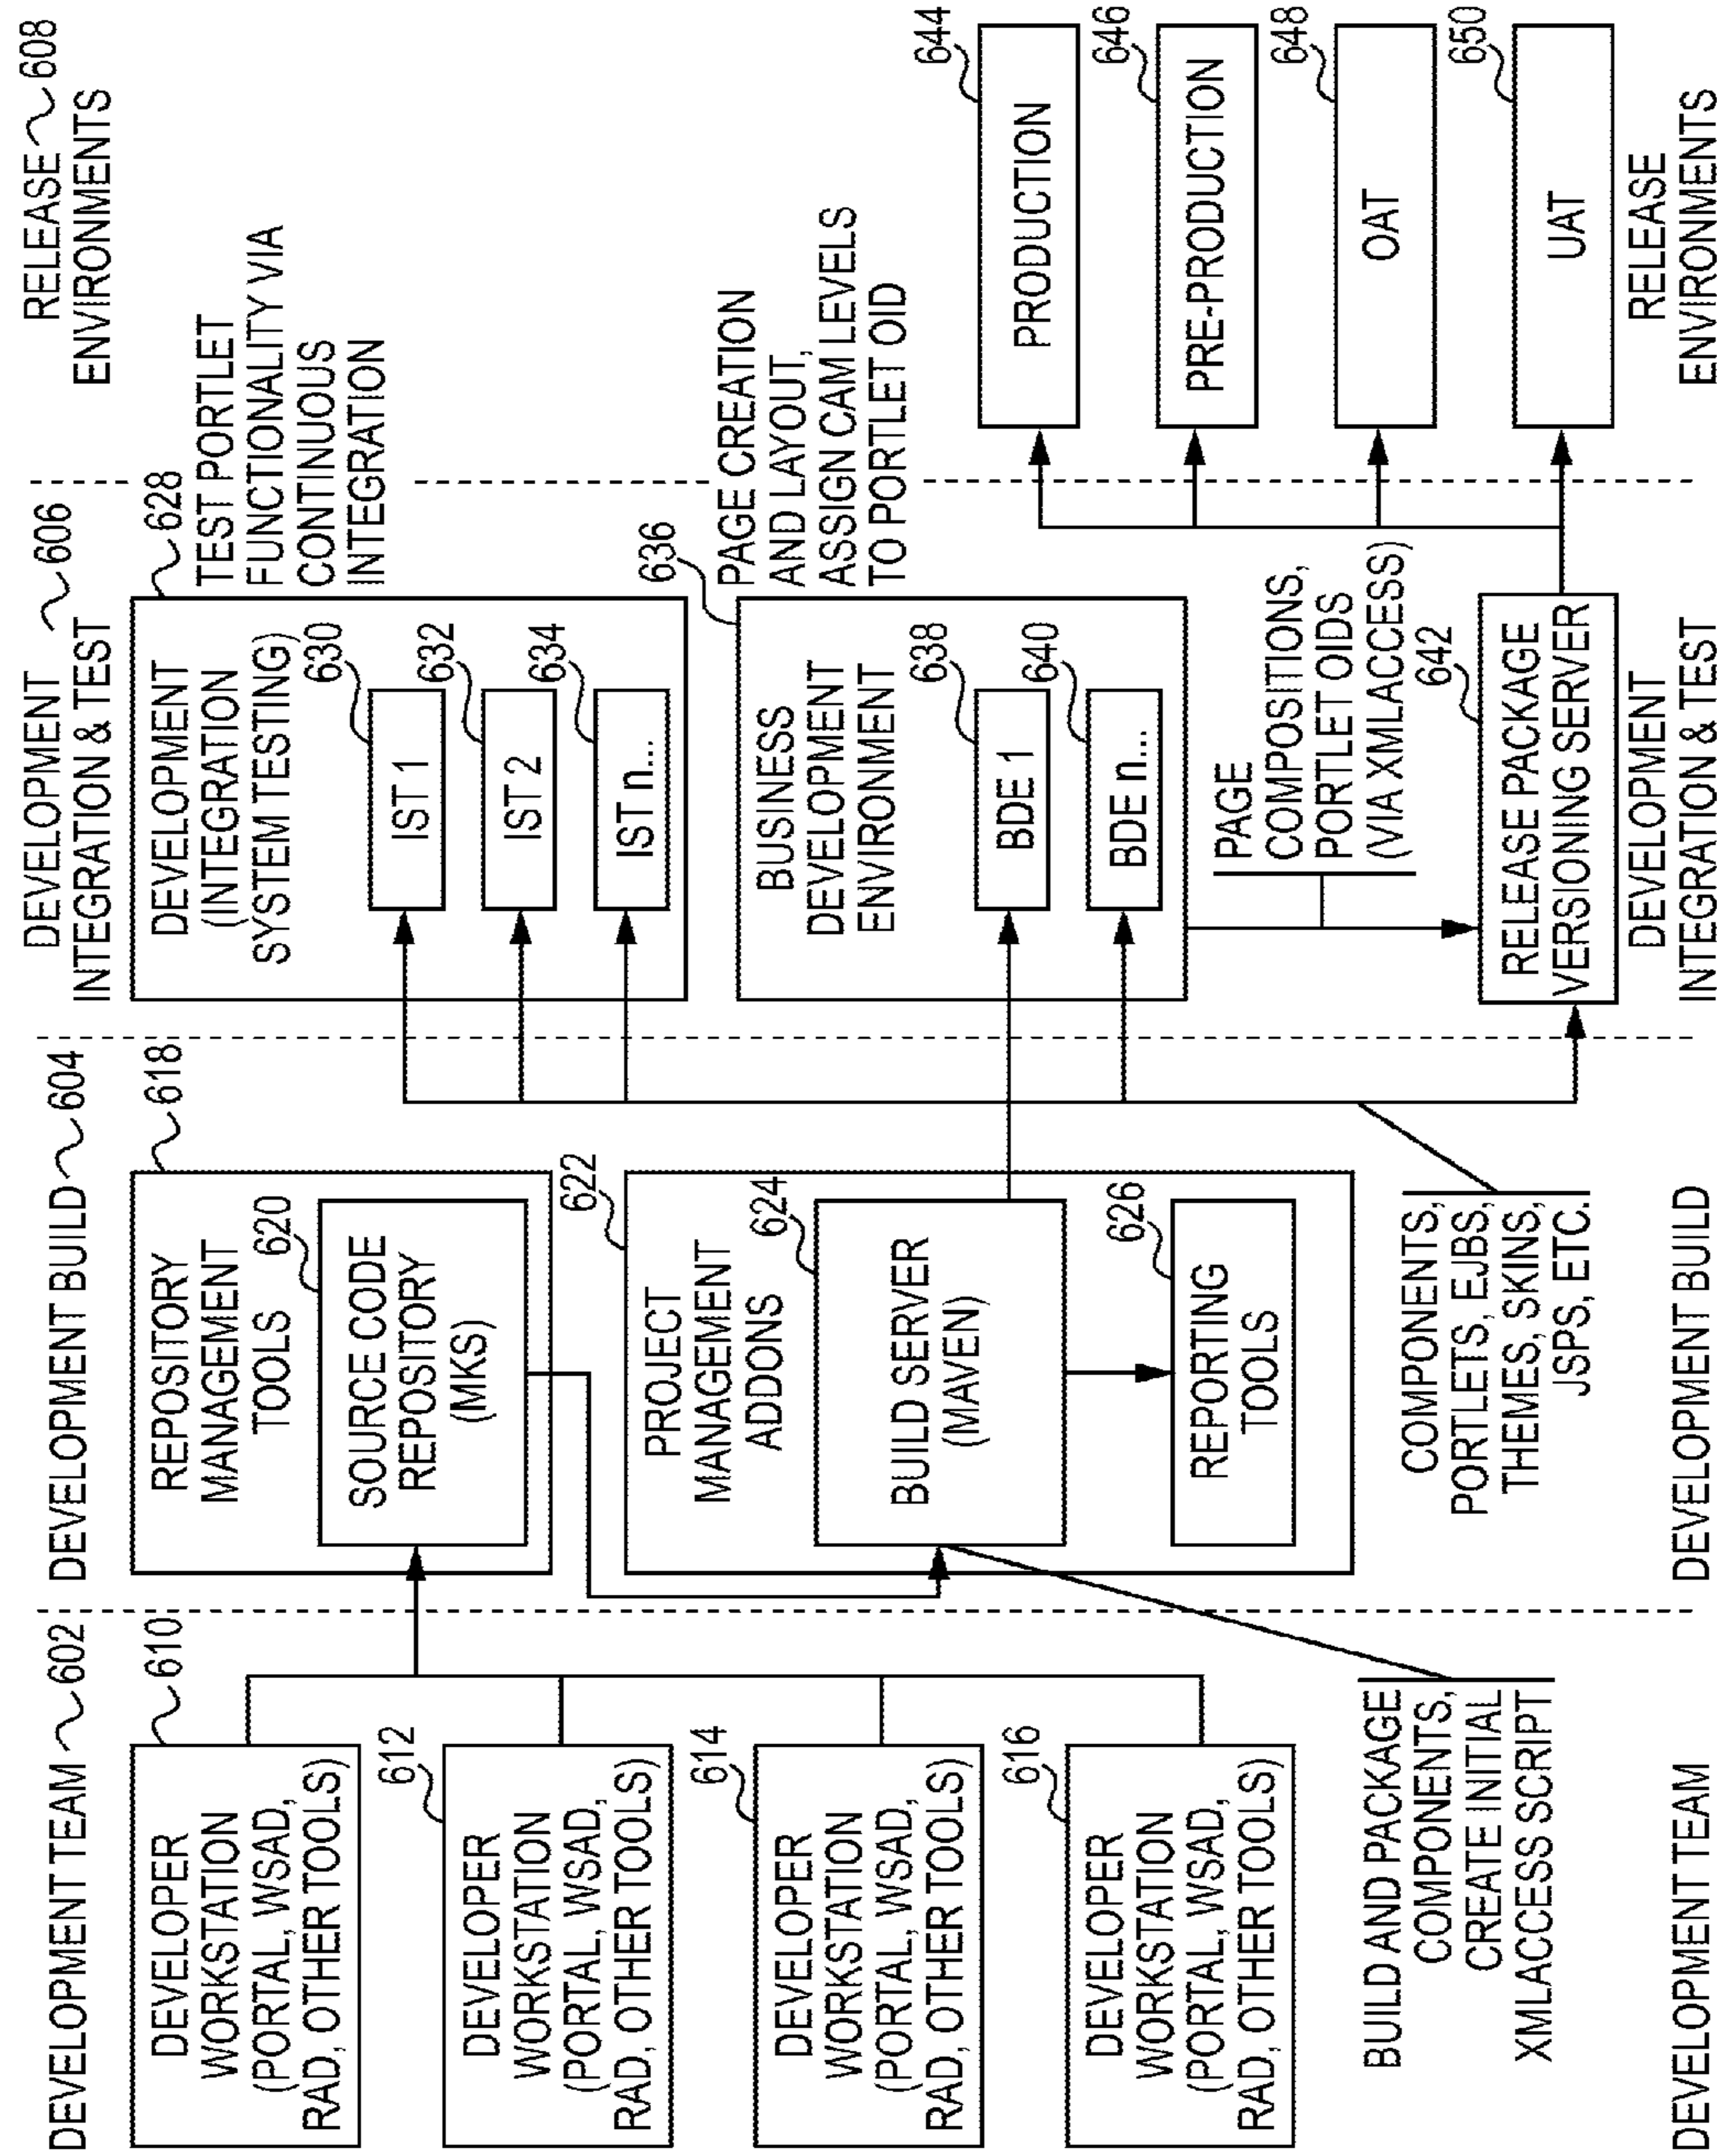 DEVELOPMENT TEAM 602
610
DEVELOPER
WORKSTATION
(PORTAL, WSAD,
RAD, OTHER TOOLS)
612
DEVELOPER
WORKSTATION
(PORTAL, WSAD,
RAD, OTHER TOOLS)
614
DEVELOPER
WORKSTATION
(PORTAL, WSAD,
RAD, OTHER TOOLS)
616
DEVELOPER
WORKSTATION
(PORTAL, WSAD,
RAD, OTHER TOOLS)
BUILD AND PACKAGE
COMPONENTS,
CREATE INITIAL
XMLACCESS SCRIPT
DEVELOPMENT TEAM
DEVELOPMENT BUILD 604
618
REPOSITORY
MANAGEMENT
TOOLS
620
SOURCE CODE
REPOSITORY
(MKS)
622
PROJECT
MANAGEMENT
ADDONS
624
BUILD SERVER
(MAVEN)
626
REPORTING
TOOLS
COMPONENTS,
PORTLETS, EJBS,
THEMES, SKINS,
JSPS, ETC.
DEVELOPMENT BUILD
DEVELOPMENT
INTEGRATION & TEST
606
628
DEVELOPMENT
(INTEGRATION
SYSTEM TESTING)
630
IST 1
632
IST 2
634
IST n...
TEST PORTLET
FUNCTIONALITY VIA
CONTINUOUS
INTEGRATION
636
BUSINESS
DEVELOPMENT
ENVIRONMENT
638
BDE 1
640
BDE n...
PAGE CREATION
AND LAYOUT,
ASSIGN CAM LEVELS
TO PORTLET OID
PAGE
COMPOSITIONS,
PORTLET OIDS
(VIA XMLACCESS)
642
RELEASE PACKAGE
VERSIONING SERVER
DEVELOPMENT
INTEGRATION & TEST
RELEASE 608
ENVIRONMENTS
644
PRODUCTION
646
PRE-PRODUCTION
648
OAT
650
UAT
RELEASE
ENVIRONMENTS